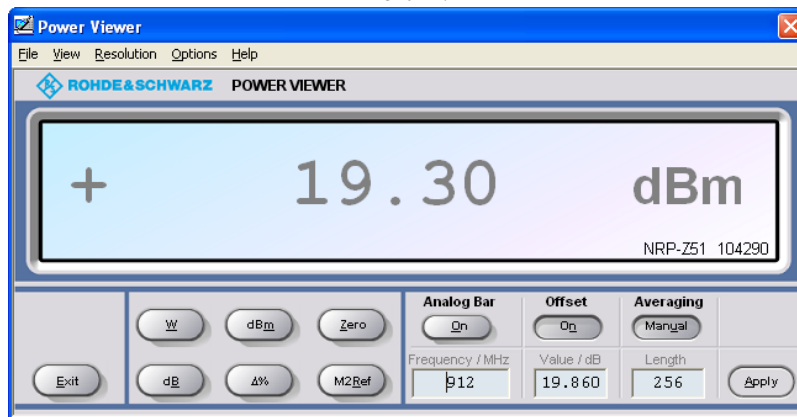 Power Viewer
File View Resolution Options Help
ROHDE&SCHWARZ POWER VIEWER
+ 19.30 dBm
NRP-Z51 104290
Analog Bar Offset Averaging
W dBm Zero On On Manual
Frequency / MHz Value / dB Length
Exit dB Δ% M2Ref 912 19.860 256 Apply